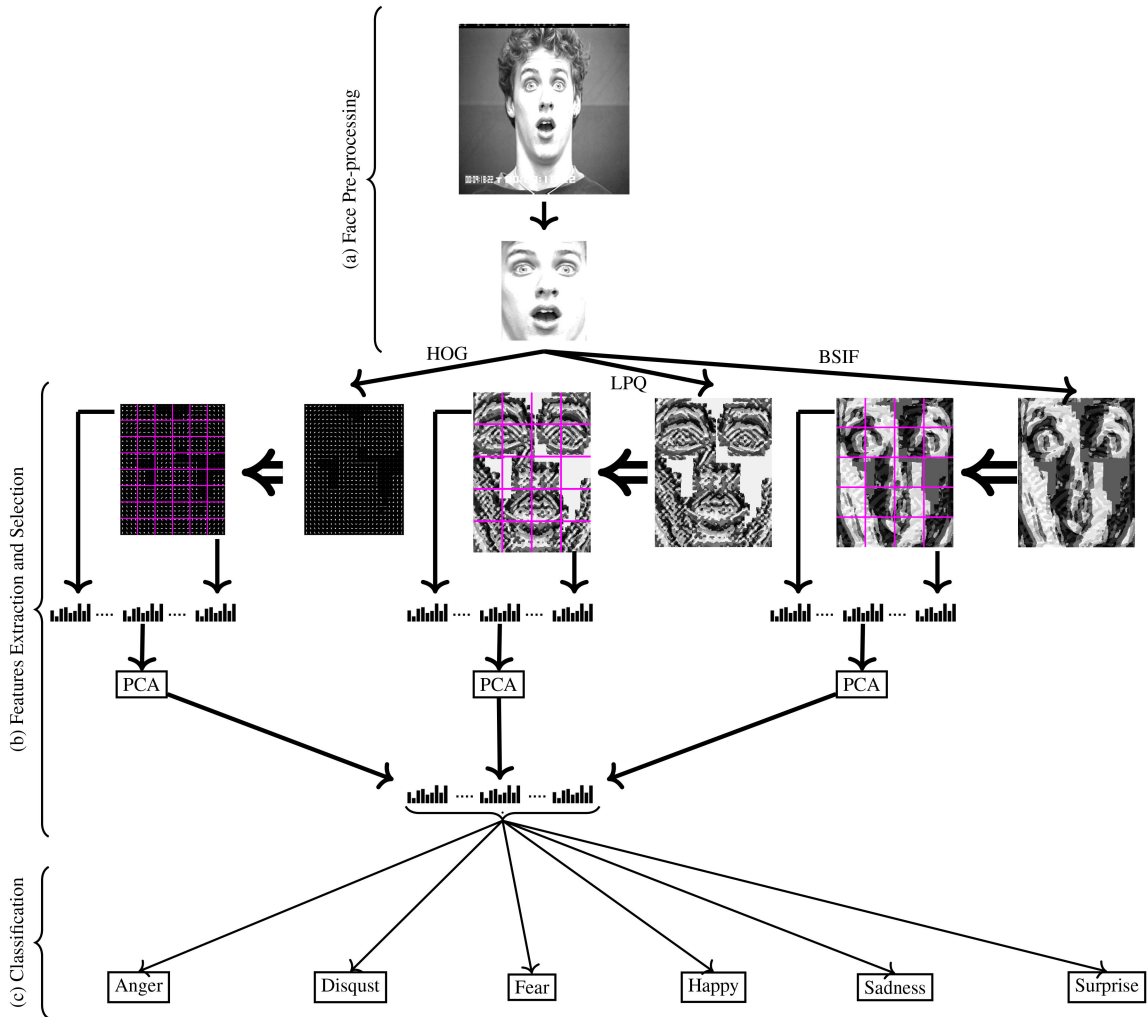 (a) Face Pre-processing
HOG
LPQ
BSIF
(b) Features Extraction and Selection
.... ....
.... ....
.... ....
PCA
PCA
PCA
.... ....
(c) Classification
Anger
Disqust
Fear
Happy
Sadness
Surprise